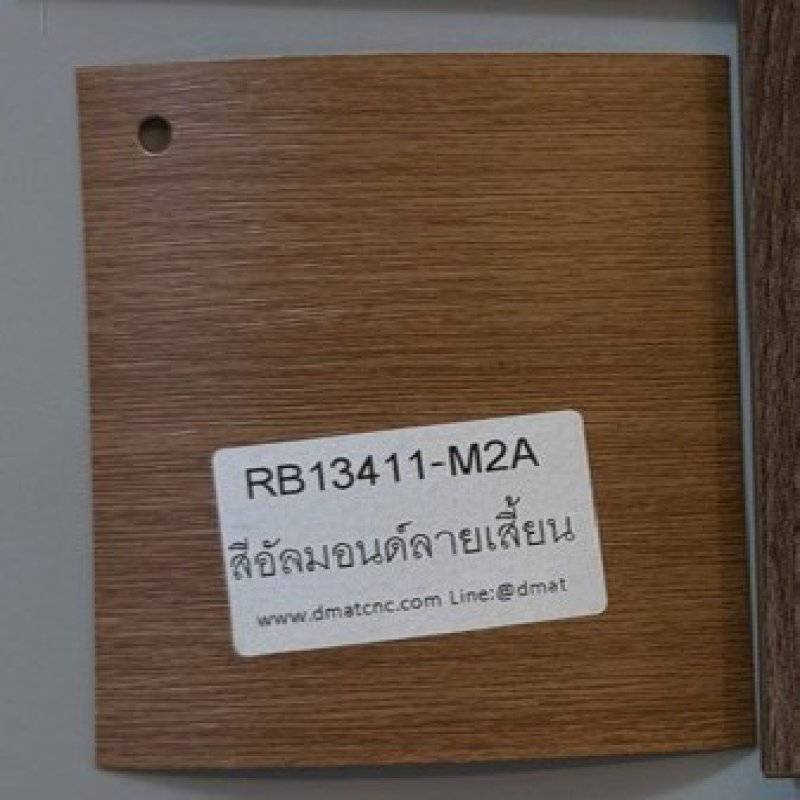 RB13411-M2A
สีอัลมอนด์ลายเสี้ยน
www.dmatcnc.com Line:@dmat